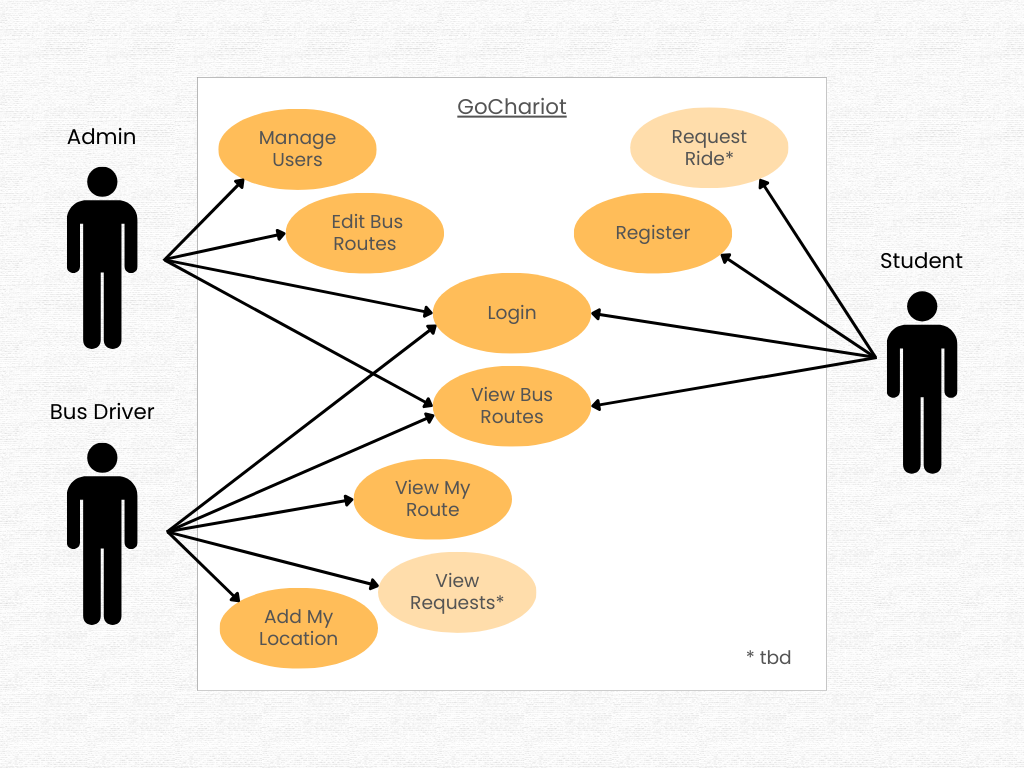 GoChariot
Admin
Manage
Users
Edit Bus
Routes
Request
Ride*
Register
Student
Login
View Bus
Routes
Bus Driver
View My
Route
View
Requests*
Add My
Location
* tbd